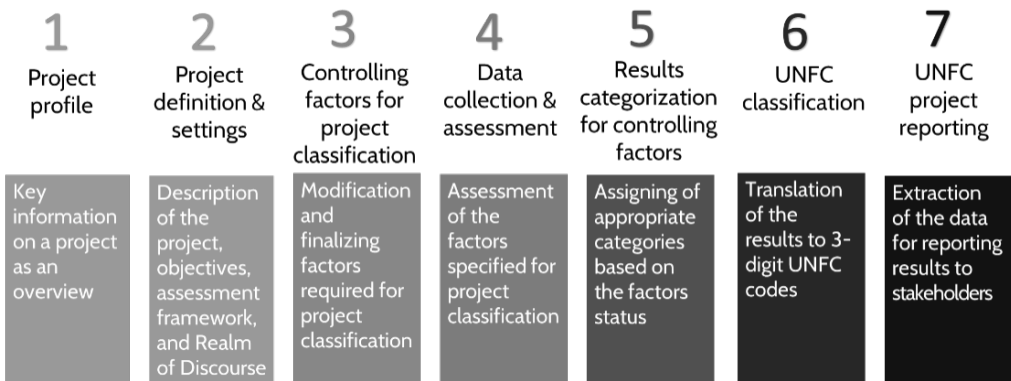 1
Project
profile
Key
information
on a project
as an
overview
2
Project
definition &
settings
Description
of the
project,
objectives,
assessment
framework,
and Realm
of Discourse
3
Controlling
factors for
project
classification
Modification
and
finalizing
factors
required for
project
classification
4
Data
collection &
assessment
Assessment
of the
factors
specified for
project
classification
5
Results
categorization
for controlling
factors
Assigning of
appropriate
categories
based on
the factors
status
6
UNFC
classification
Translation
of the
results to 3-
digit UNFC
codes
7
UNFC
project
reporting
Extraction
of the data
for reporting
results to
stakeholders